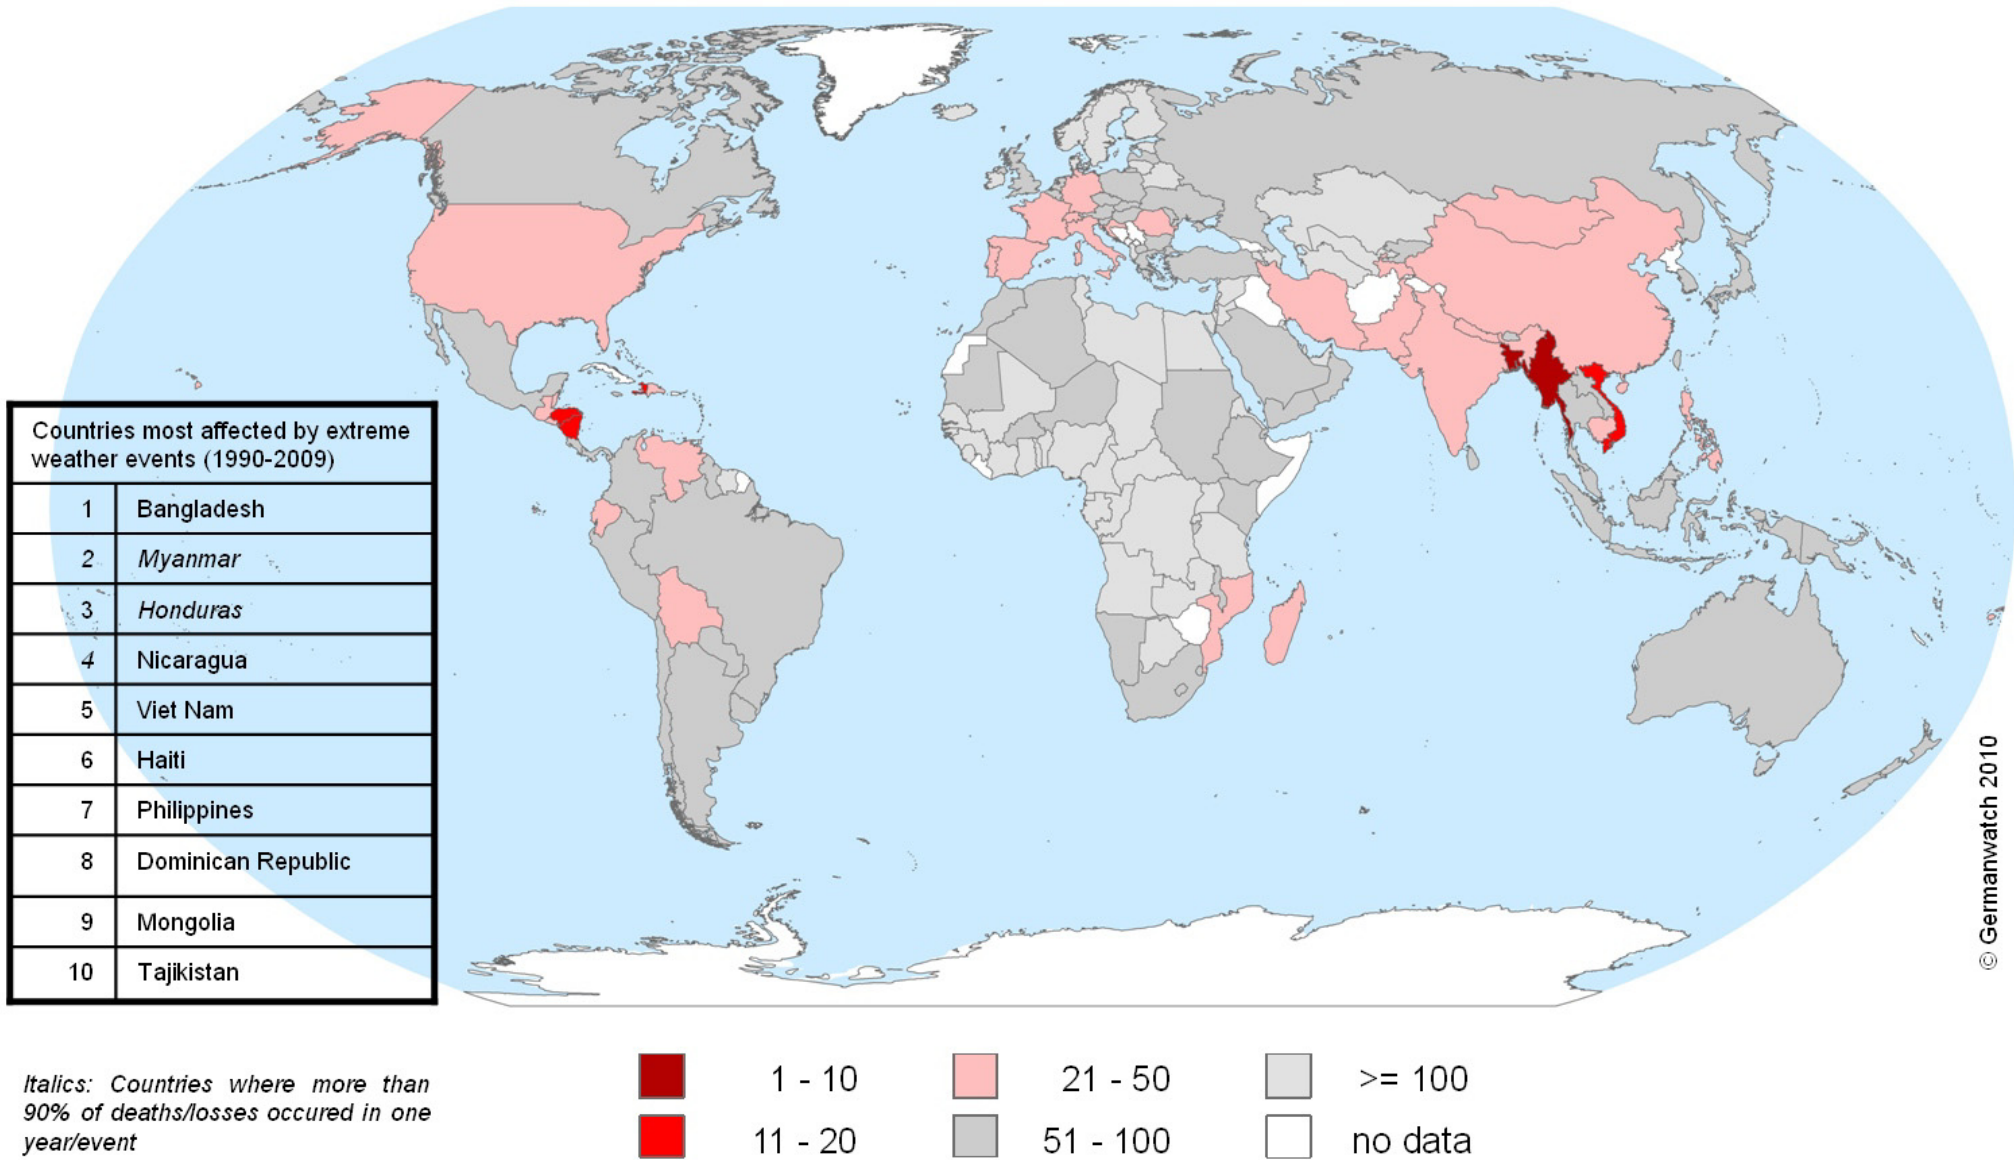 Countries most affected by extreme
weather events (1990-2009)
1 Bangladesh
2 Myanmar
3 Honduras
4 Nicaragua
5 Viet Nam
6 Haiti
7 Philippines
8 Dominican Republic
9 Mongolia
10 Tajikistan
Italics: Countries where more than
90% of deaths/losses occured in one
year/event
1 - 10
11 - 20
21 - 50
51 - 100
>= 100
no data
© Germanwatch 2010